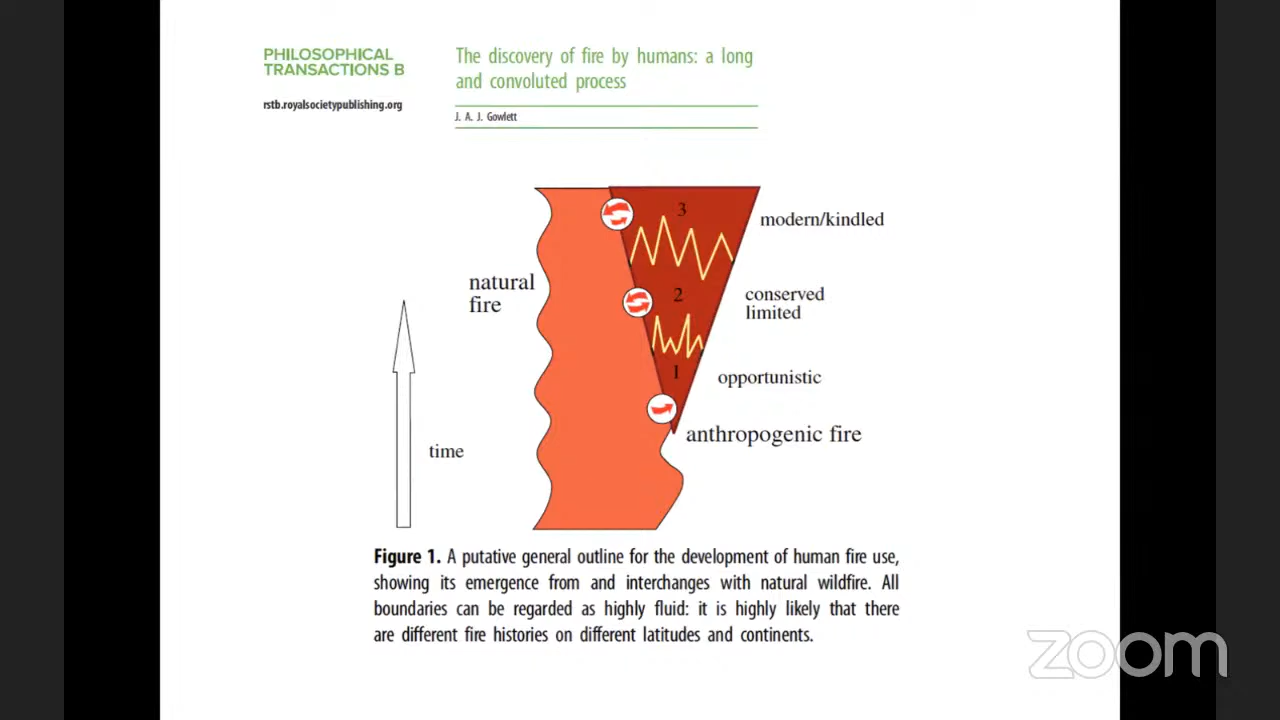 PHILOSOPHICAL
TRANSACTIONS B
rstb.royalsocietypublishing.org
The discovery of fire by humans: a long
and convoluted process
J. A. J. Gowlett
3
modern/kindled
natural
fire
2
conserved
limited
1
opportunistic
anthropogenic fire
time
Figure 1. A putative general outline for the development of human fire use,
showing its emergence from and interchanges with natural wildfire. All
boundaries can be regarded as highly fluid: it is highly likely that there
are different fire histories on different latitudes and continents.
zoom